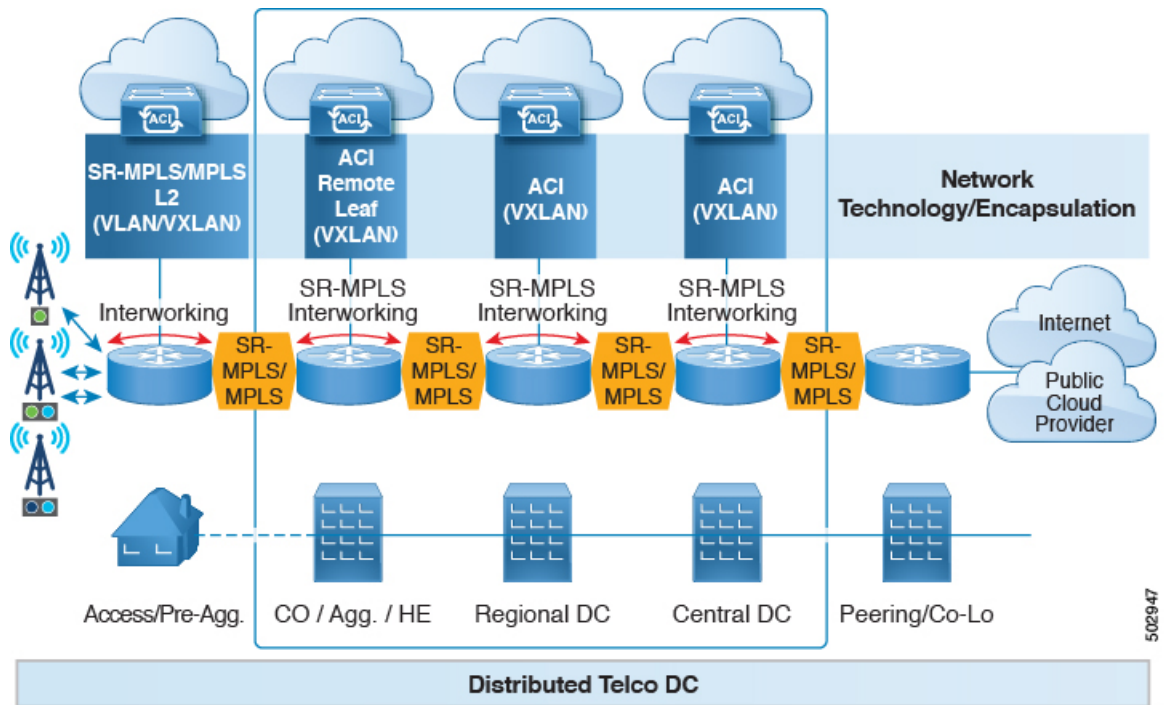 ACI
ACI
ACI
ACI
SR-MPLS/MPLS
L2
(VLAN/VXLAN)
ACI
Remote
Leaf
(VXLAN)
ACI
(VXLAN)
ACI
(VXLAN)
Network
Technology/Encapsulation
Interworking
SR-MPLS
Interworking
SR-MPLS
Interworking
SR-MPLS
Interworking
SR-
MPLS/
MPLS
SR-
MPLS/
MPLS
SR-
MPLS/
MPLS
SR-
MPLS/
MPLS
Internet
Public
Cloud
Provider
Access/Pre-Agg.
CO / Agg. / HE
Regional DC
Central DC
Peering/Co-Lo
502947
Distributed Telco DC